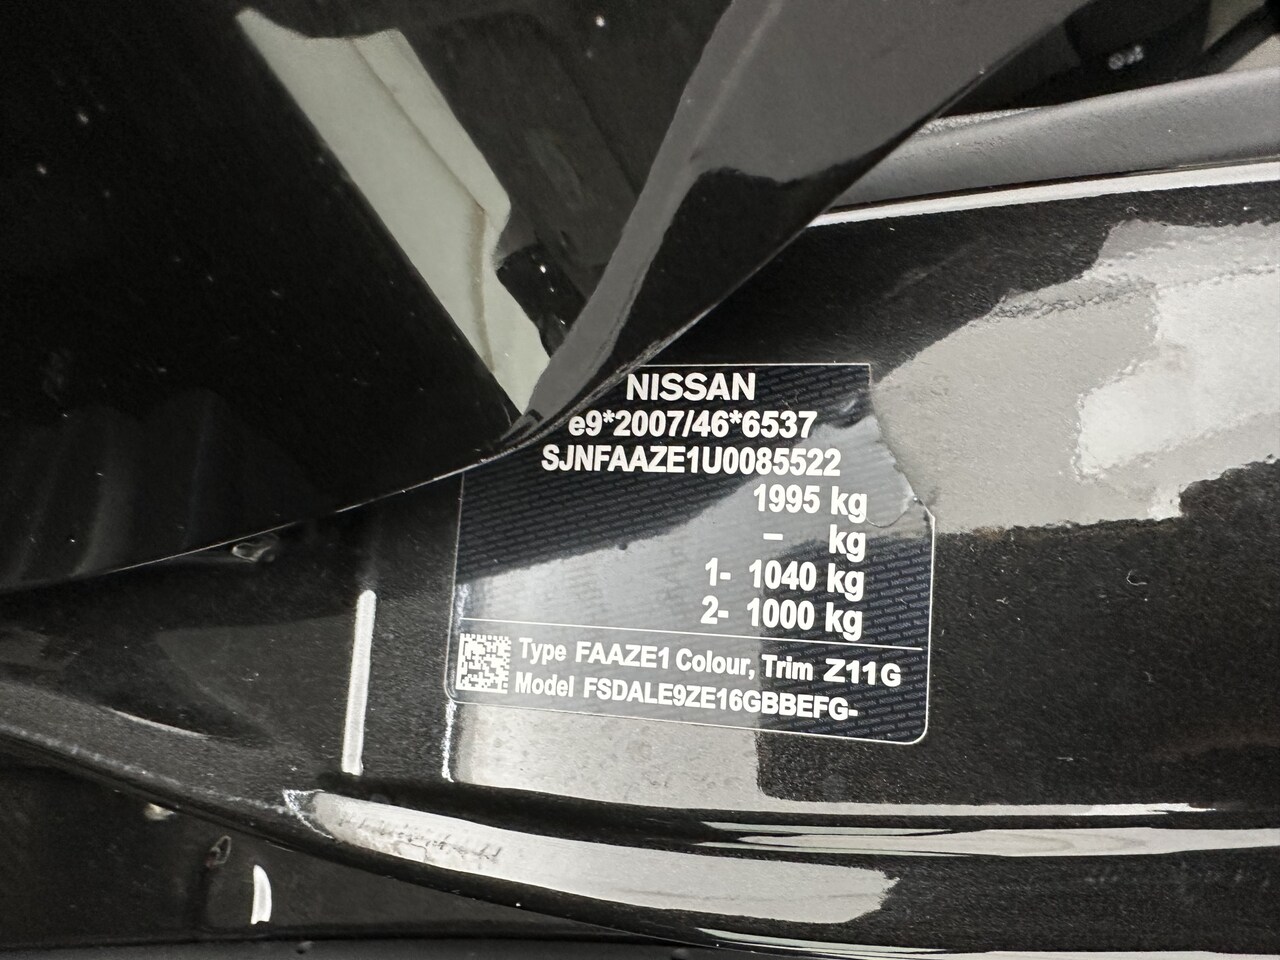 NISSAN
e9*2007/46*6537
SJNFAAZE1U0085522
1995 kg
– kg
1- 1040 kg
2- 1000 kg
Type FAAZE1 Colour, Trim Z11 G
Model FSDALE9ZE16GBBEFG-